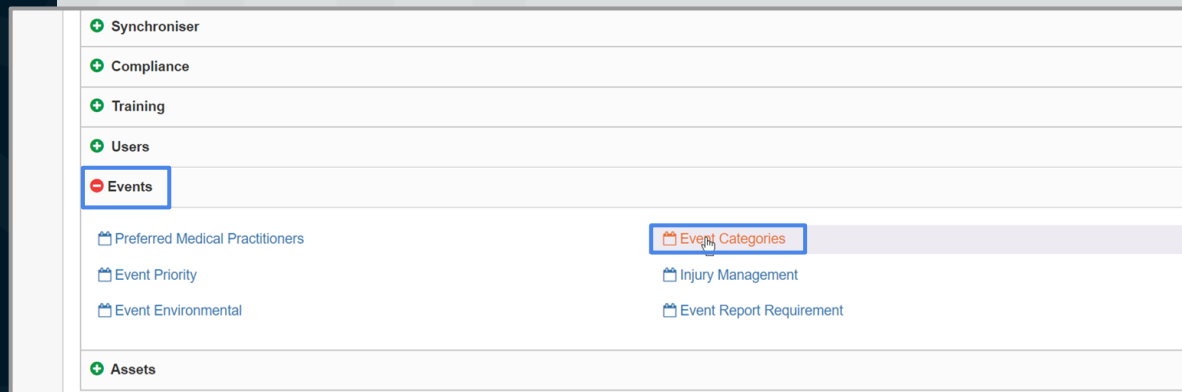 Synchroniser
Compliance
Training
Users
Events
Preferred Medical Practitioners
Event Categories
Event Priority
Injury Management
Event Environmental
Event Report Requirement
Assets